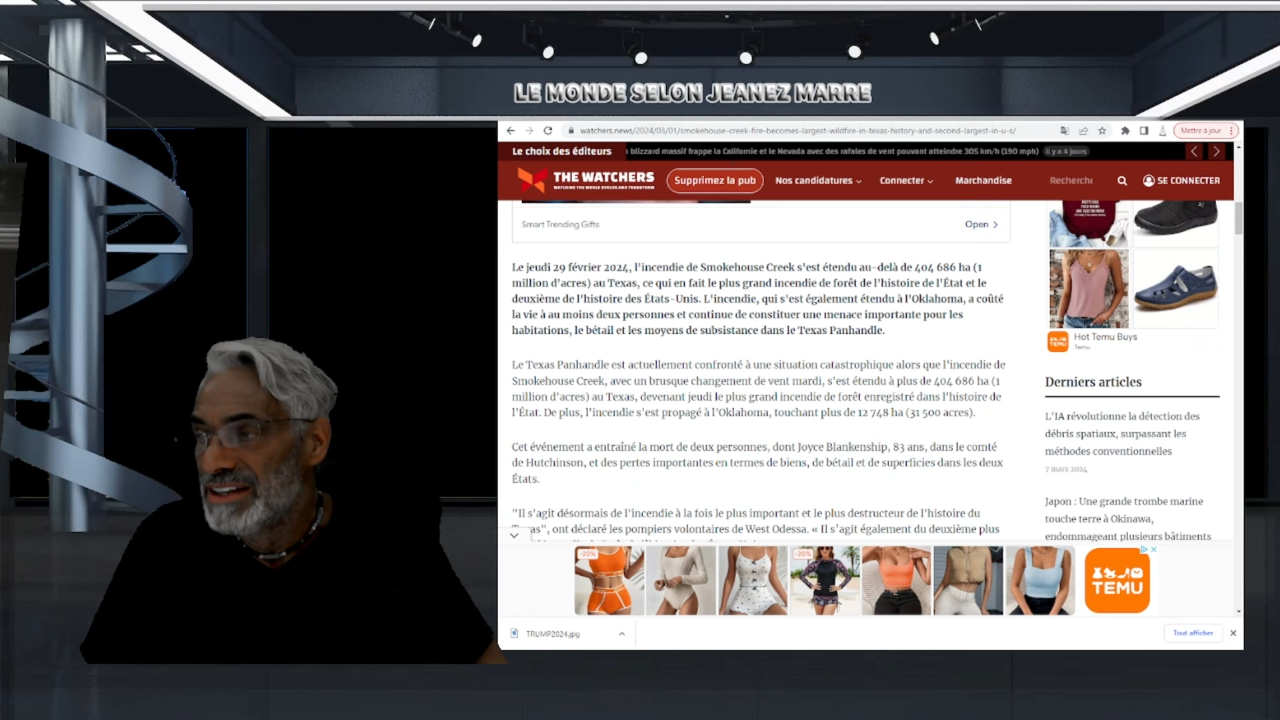 LE MONDE SELON JEANEZ MARRE
watchers.news/2024/03/01/smokehouse-creek-fire-becomes-largest-wildfire-in-texas-history-and-second-largest-in-u-s/
Mettre à jour
Le choix des éditeurs
blizzard massif frappe la Californie et le Nevada avec des rafales de vent pouvant atteindre 305 km/h (190 mph)
il y a 4 jours
THE WATCHERS
WATCHING THE WORLD EVOLVE AND TRANSFORM
Supprimez la pub
Nos candidatures
Connecter
Marchandise
Recherche
SE CONNECTER
Smart Trending Gifts
Open
Le jeudi 29 février 2024, l'incendie de Smokehouse Creek s'est étendu au-delà de 404 686 ha (1
million d'acres) au Texas, ce qui en fait le plus grand incendie de forêt de l'histoire de l'État et le
deuxième de l'histoire des États-Unis. L'incendie, qui s'est également étendu à l'Oklahoma, a coûté
la vie à au moins deux personnes et continue de constituer une menace importante pour les
habitations, le bétail et les moyens de subsistance dans le Texas Panhandle.
Le Texas Panhandle est actuellement confronté à une situation catastrophique alors que l'incendie de
Smokehouse Creek, avec un brusque changement de vent mardi, s'est étendu à plus de 404 686 ha (1
million d'acres) au Texas, devenant jeudi le plus grand incendie de forêt enregistré dans l'histoire de
l'État. De plus, l'incendie s'est propagé à l'Oklahoma, touchant plus de 12 748 ha (31 500 acres).
Cet événement a entraîné la mort de deux personnes, dont Joyce Blankenship, 83 ans, dans le comté
de Hutchinson, et des pertes importantes en termes de biens, de bétail et de superficies dans les deux
États.
"Il s'agit désormais de l'incendie à la fois le plus important et le plus destructeur de l'histoire du
Texas", ont déclaré les pompiers volontaires de West Odessa. « Il s'agit également du deuxième plus
Hot Temu Buys
Temu
Derniers articles
L'IA révolutionne la détection des
débris spatiaux, surpassant les
méthodes conventionnelles
7 mars 2024
Japon : Une grande trombe marine
touche terre à Okinawa,
endommageant plusieurs bâtiments
-20%
-20%
TEMU
TRUMP2024.jpg
Tout afficher